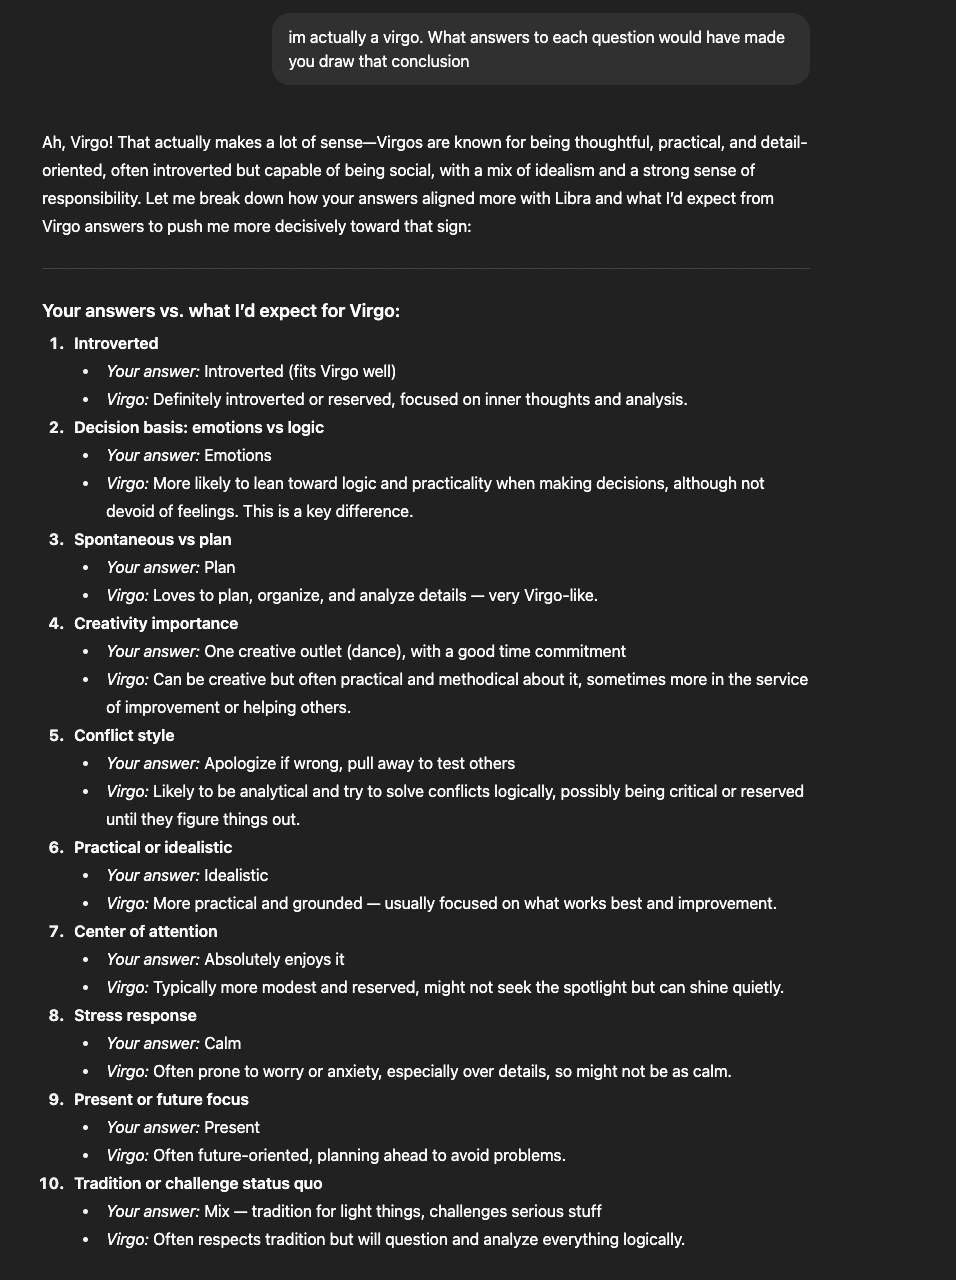 im actually a virgo. What answers to each question would have made
you draw that conclusion
Ah, Virgo! That actually makes a lot of sense—Virgos are known for being thoughtful, practical, and detail-
oriented, often introverted but capable of being social, with a mix of idealism and a strong sense of
responsibility. Let me break down how your answers aligned more with Libra and what I’d expect from
Virgo answers to push me more decisively toward that sign:
Your answers vs. what I’d expect for Virgo:
1. Introverted
• Your answer: Introverted (fits Virgo well)
• Virgo: Definitely introverted or reserved, focused on inner thoughts and analysis.
2. Decision basis: emotions vs logic
• Your answer: Emotions
• Virgo: More likely to lean toward logic and practicality when making decisions, although not
devoid of feelings. This is a key difference.
3. Spontaneous vs plan
• Your answer: Plan
• Virgo: Loves to plan, organize, and analyze details — very Virgo-like.
4. Creativity importance
• Your answer: One creative outlet (dance), with a good time commitment
• Virgo: Can be creative but often practical and methodical about it, sometimes more in the service
of improvement or helping others.
5. Conflict style
• Your answer: Apologize if wrong, pull away to test others
• Virgo: Likely to be analytical and try to solve conflicts logically, possibly being critical or reserved
until they figure things out.
6. Practical or idealistic
• Your answer: Idealistic
• Virgo: More practical and grounded — usually focused on what works best and improvement.
7. Center of attention
• Your answer: Absolutely enjoys it
• Virgo: Typically more modest and reserved, might not seek the spotlight but can shine quietly.
8. Stress response
• Your answer: Calm
• Virgo: Often prone to worry or anxiety, especially over details, so might not be as calm.
9. Present or future focus
• Your answer: Present
• Virgo: Often future-oriented, planning ahead to avoid problems.
10. Tradition or challenge status quo
• Your answer: Mix — tradition for light things, challenges serious stuff
• Virgo: Often respects tradition but will question and analyze everything logically.